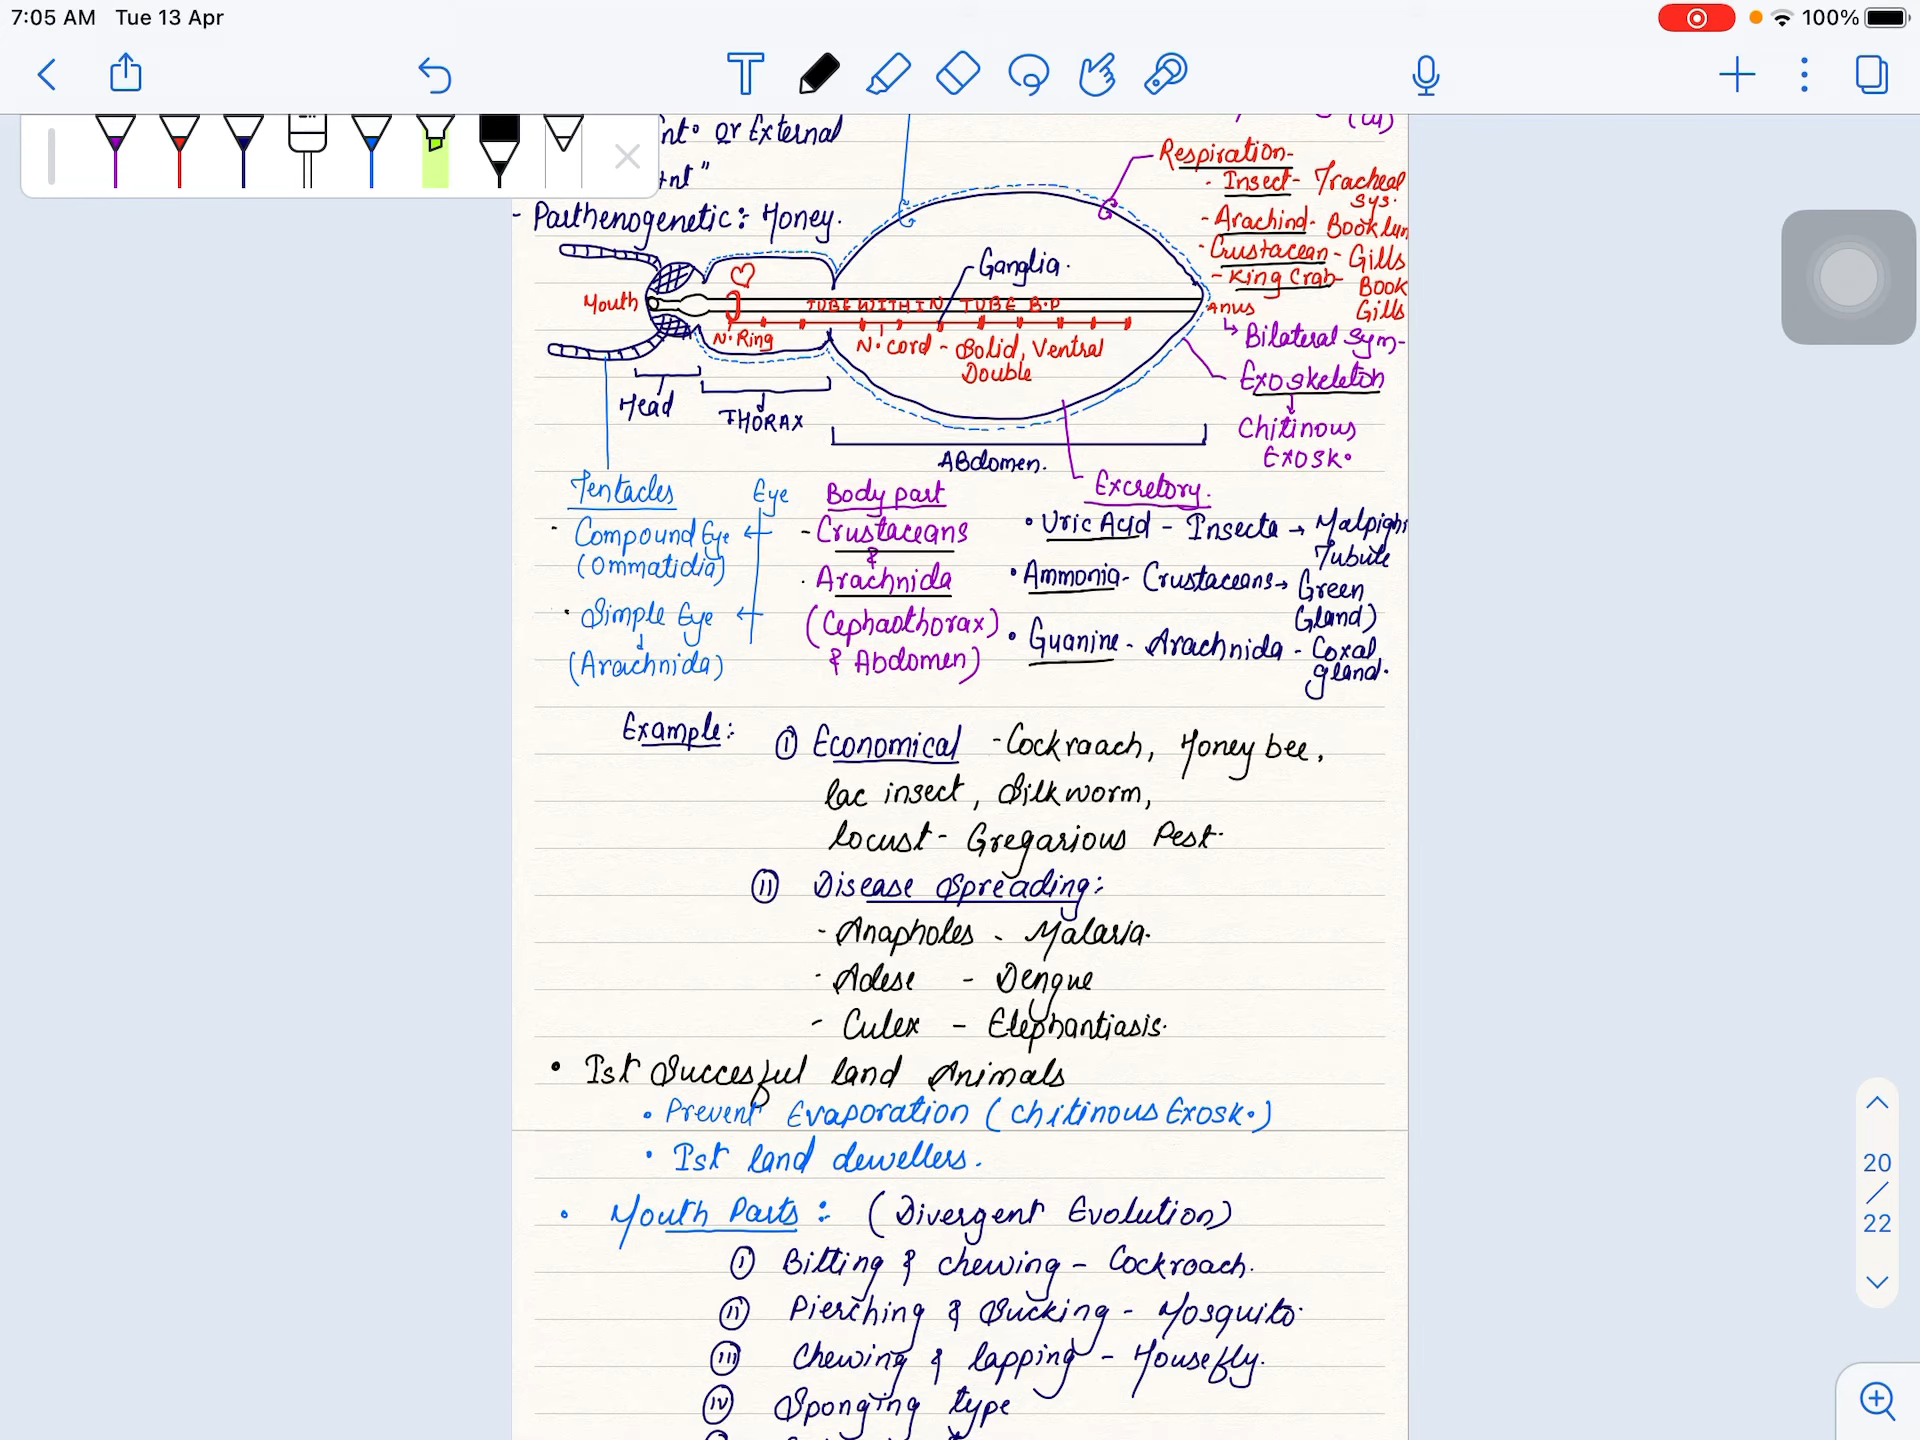 7:05 AM Tue 13 Apr
100%
T
nt° or External
"
- Parthenogenetic:- Honey.
Respiration-
· Insect- Tracheal
Sys.
- Arachind- Book lun
- Crustacean - Gills
- King Crab- Book
Gills
Ganglia.
Mouth
TUBE WITHIN TUBE B.P
Anus
N. Ring
N. cord - Solid, Ventral
Double
↳ Bilateral Sym-
Exoskeleton
Chitinous
Exosk.
Head
THORAX
ABdomen.
Tentacles
Eye
Body part
Excretory.
- Compound Eye
(Ommatidia)
· Simple Eye
(Arachnida)
- Crustaceans
&
· Arachnida
(Cephaothorax)
& Abdomen)
• Uric Acid - Insecta → Malpighi
Tubule
• Ammonia- Crustaceans→ Green
Gland)
• Guanine - Arachnida - Coxal
gland.
Example:-
① Economical - Cockraach, Honey bee,
lac insect, Silkworm,
locust- Gregarious Pest.
② Disease Spreading:
- Anapholes - Malaria.
- Adese - Dengue
- Culex - Elephantiasis.
• Ist Succesful land Animals
• Prevent Evaporation (chitinous Exosk.)
• Ist land dewellers.
• Mouth Parts :- (Divergent Evolution)
(i) Bitting & chewing - Cockroach.
(ii) Pierching & Sucking - Mosquito.
(iii) Chewing & lapping - Housefly.
(iv) Sponging type
20
/
22